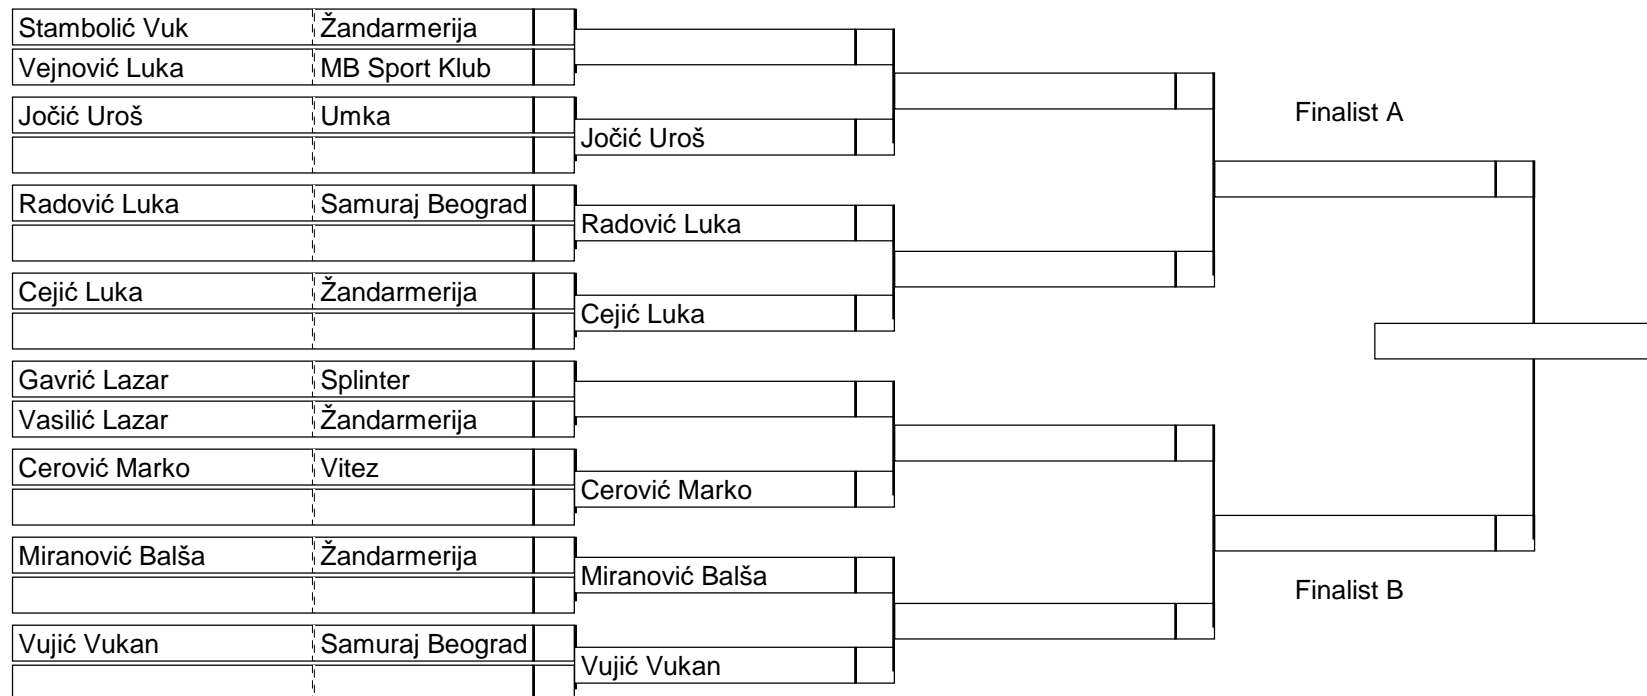 Stambolić Vuk Žandarmerija
Vejnović Luka MB Sport Klub
Jočić Uroš Umka
Jočić Uroš
Finalist A
Radović Luka Samuraj Beograd
Radović Luka
Cejić Luka Žandarmerija
Cejić Luka
Gavrić Lazar Splinter
Vasilić Lazar Žandarmerija
Cerović Marko Vitez
Cerović Marko
Miranović Balša Žandarmerija
Miranović Balša
Finalist B
Vujić Vukan Samuraj Beograd
Vujić Vukan